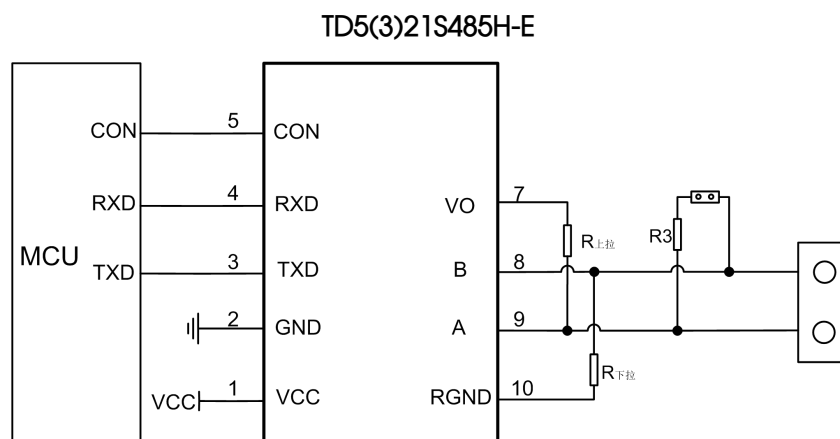 TD5(3)21S485H-E
CON 5 CON
7
RXD 4 RXD VO
R上拉 R3
MCU
TXD 3 TXD B 8
2 GND A 9
R下拉
VCC 1 VCC RGND 10